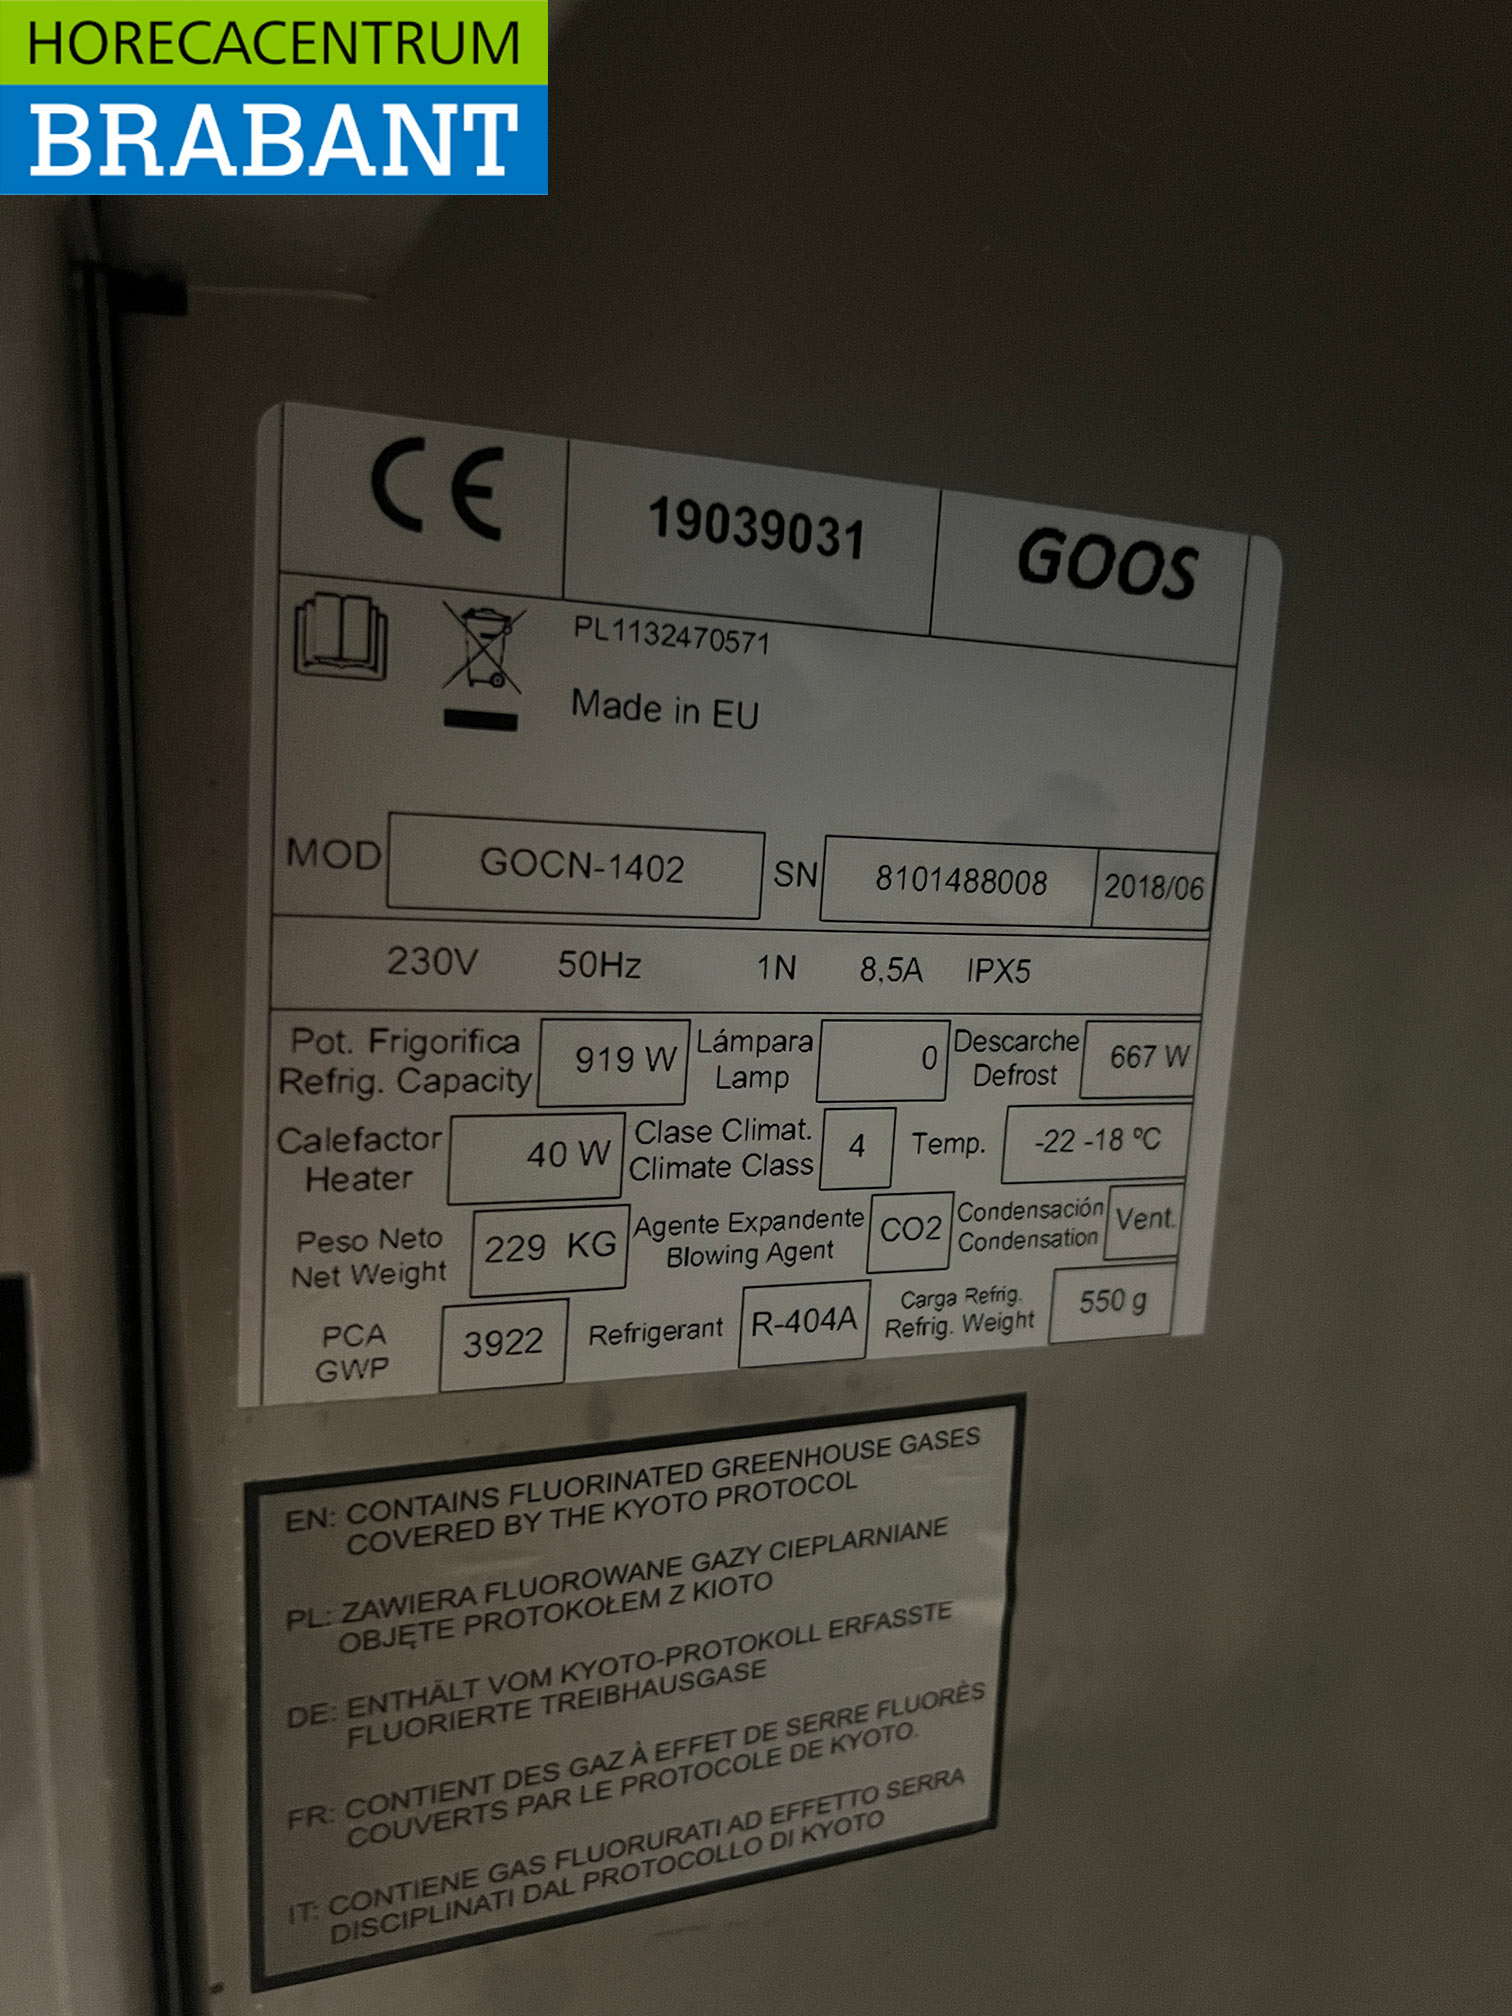 HORECACENTRUM
BRABANT
CE
19039031
GOOS
PL1132470571
Made in EU
MOD GOCN-1402 SN 8101488008 2018/06
230V 50Hz 1N 8,5A IPX5
Pot. Frigorifica
Refrig. Capacity
919 W
Lámpara
Lamp
0
Descarche
Defrost
667 W
Calefactor
Heater
40 W
Clase Climat.
Climate Class
4
Temp.
-22 -18 ºC
Peso Neto
Net Weight
229 KG
Agente Expandente
Blowing Agent
CO2
Condensación
Condensation
Vent.
PCA
GWP
3922
Refrigerant
R-404A
Carga Refrig.
Refrig. Weight
550 g
EN: CONTAINS FLUORINATED GREENHOUSE GASES
COVERED BY THE KYOTO PROTOCOL
PL: ZAWIERA FLUOROWANE GAZY CIEPLARNIANE
OBJĘTE PROTOKOŁEM Z KIOTO
DE: ENTHÄLT VOM KYOTO-PROTOKOLL ERFASSTE
FLUORIERTE TREIBHAUSGASE
FR: CONTIENT DES GAZ À EFFET DE SERRE FLUORÈS
COUVERTS PAR LE PROTOCOLE DE KYOTO.
IT: CONTIENE GAS FLUORURATI AD EFFETTO SERRA
DISCIPLINATI DAL PROTOCOLLO DI KYOTO